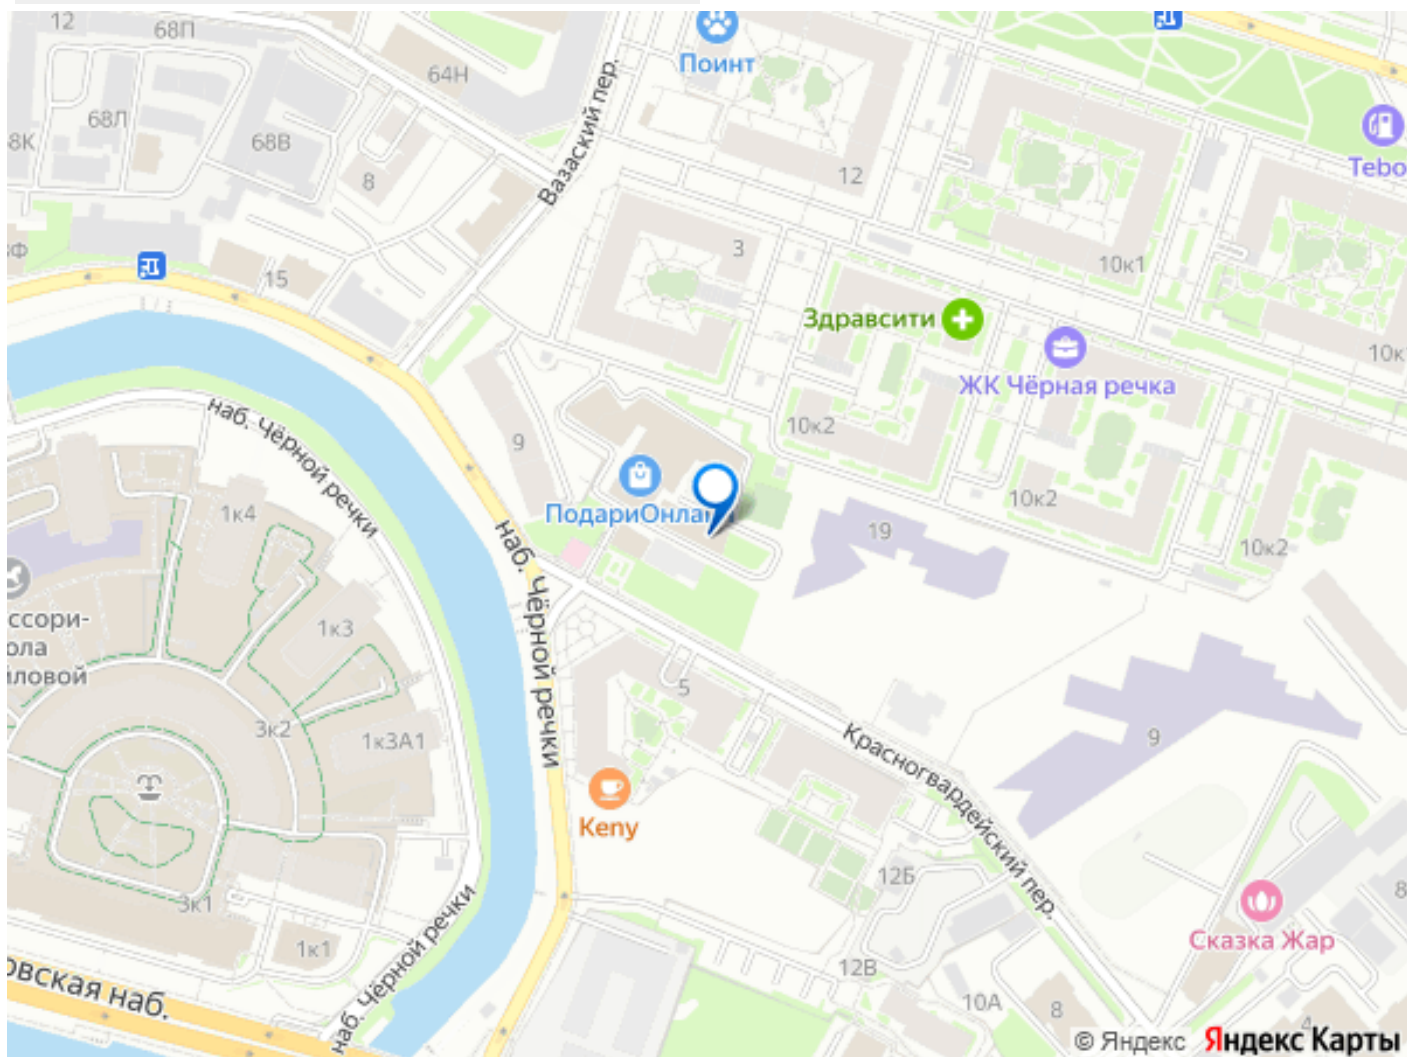 12
68П
64Н
Поинт
68Л
68В
8К
8
Вазаский пер.
12
Tebo
3
10к1
Ф
15
Здравсити
ЖК Чёрная речка
10к
наб. Чёрной речки
9
10к2
10к2
ПодариОнла
1к4
наб. Чёрной речки
19
10к2
ссори-
ола
йловой
1к3
5
3к2
1к3А1
Красногвардейский пер.
9
Keny
12Б
3к1
наб. Чёрной речки
8
Сказка Жар
1к1
12В
10А
8
4
овская наб.
© Яндекс Яндекс Карты